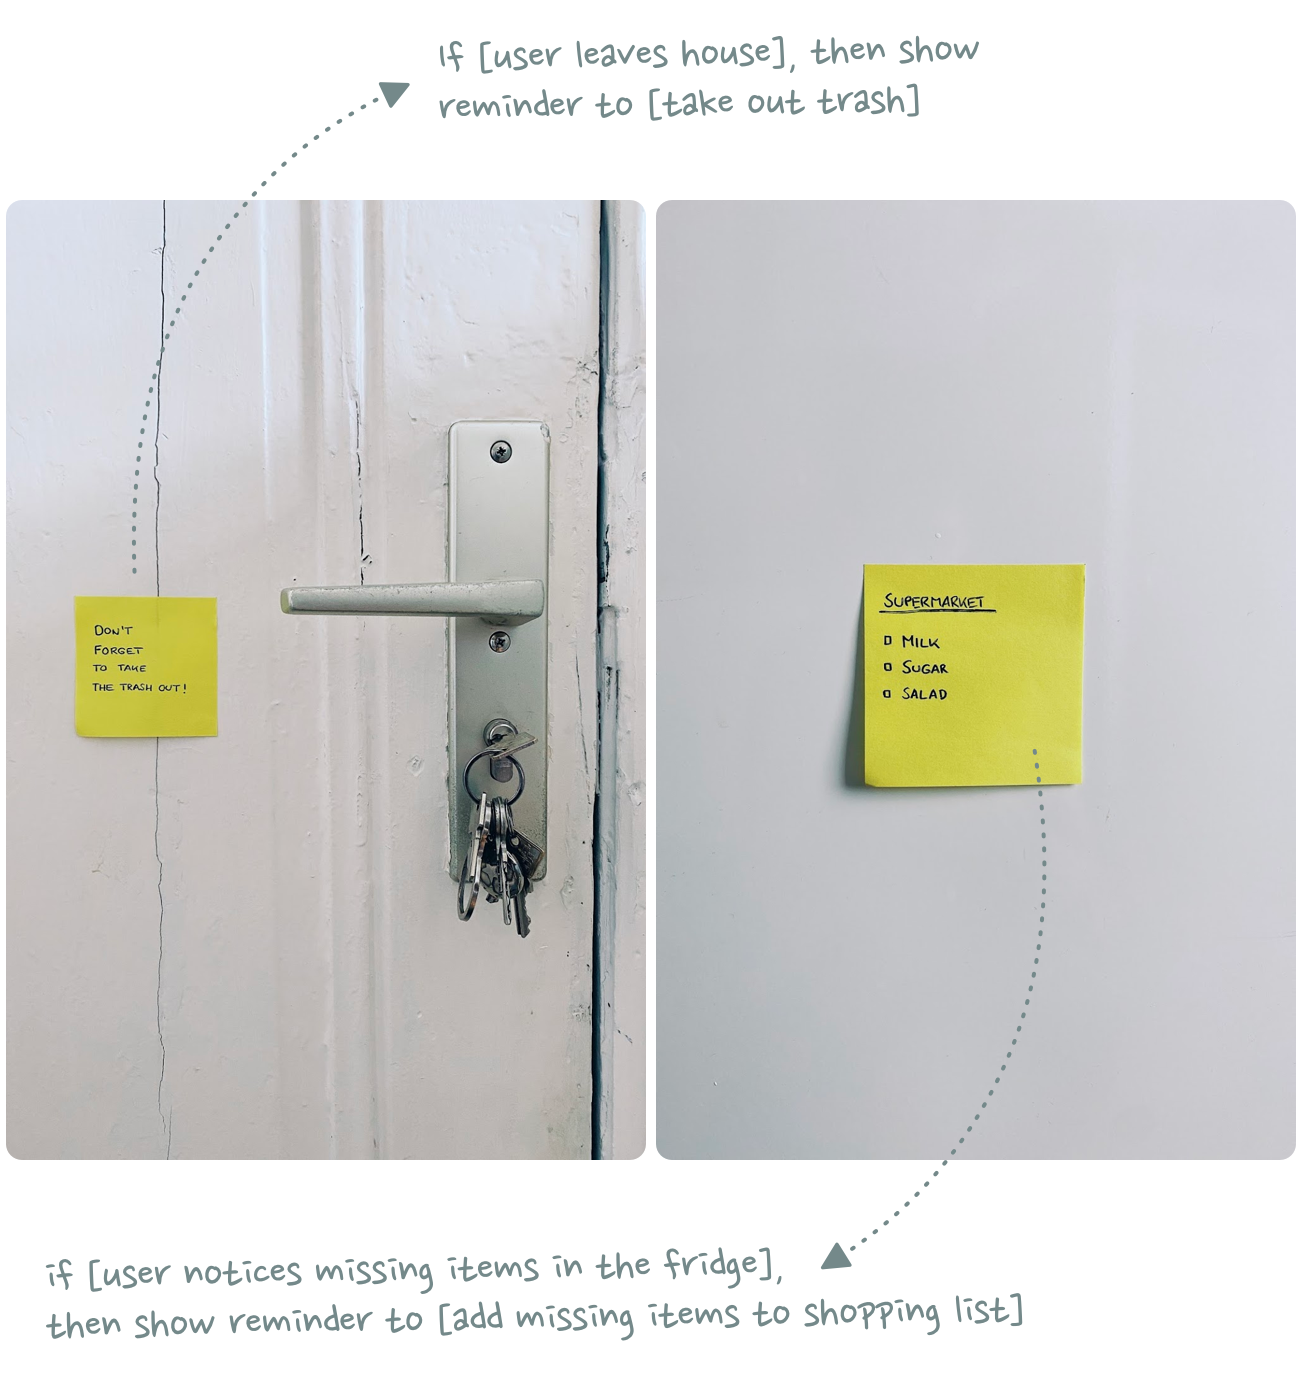 If [user leaves house], then show
reminder to [take out trash]
DON'T
FORGET
TO TAKE
THE TRASH OUT!
SUPERMARKET
MILK
SUGAR
SALAD
if [user notices missing items in the fridge],
then show reminder to [add missing items to shopping list]